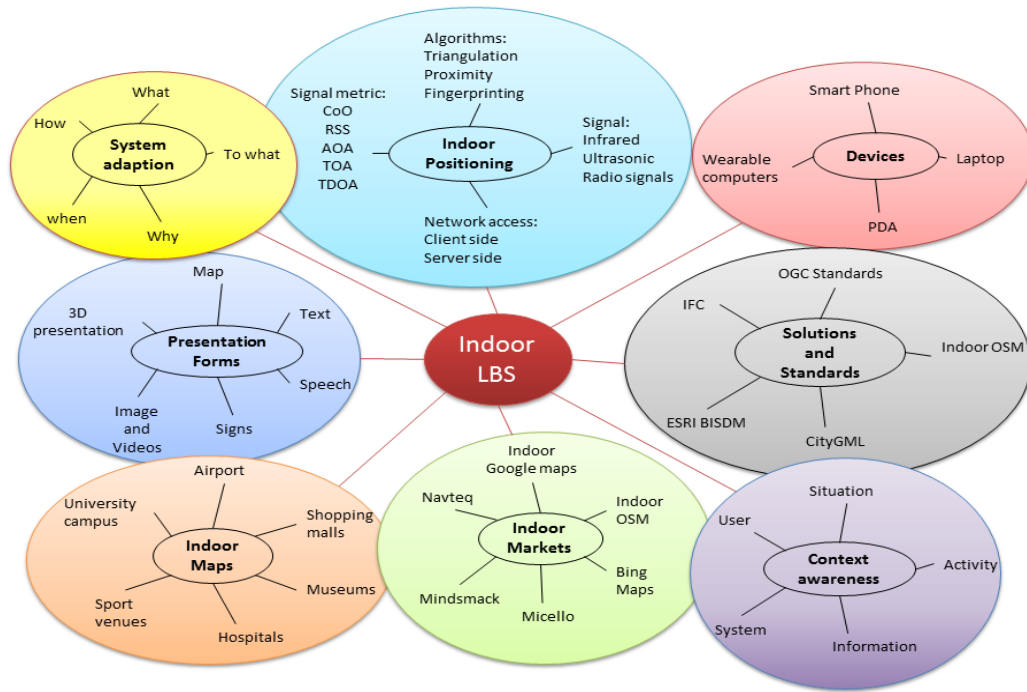 What
How
System
adaption
To what
when
Why
Algorithms:
Triangulation
Proximity
Fingerprinting
Signal metric:
CoO
RSS
AOA
TOA
TDOA
Indoor
Positioning
Signal:
Infrared
Ultrasonic
Radio signals
Network access:
Client side
Server side
Smart Phone
Wearable
computers
Devices
Laptop
PDA
Map
3D
presentation
Text
Presentation
Forms
Speech
Image
and
Videos
Signs
Indoor
LBS
OGC Standards
IFC
Solutions
and
Standards
Indoor OSM
ESRI BISDM
CityGML
Airport
University
campus
Shopping
malls
Indoor
Maps
Museums
Sport
venues
Hospitals
Indoor
Google maps
Navteq
Indoor
OSM
Indoor
Markets
Bing
Maps
Mindsmack
Micello
Situation
User
Context
awareness
Activity
System
Information